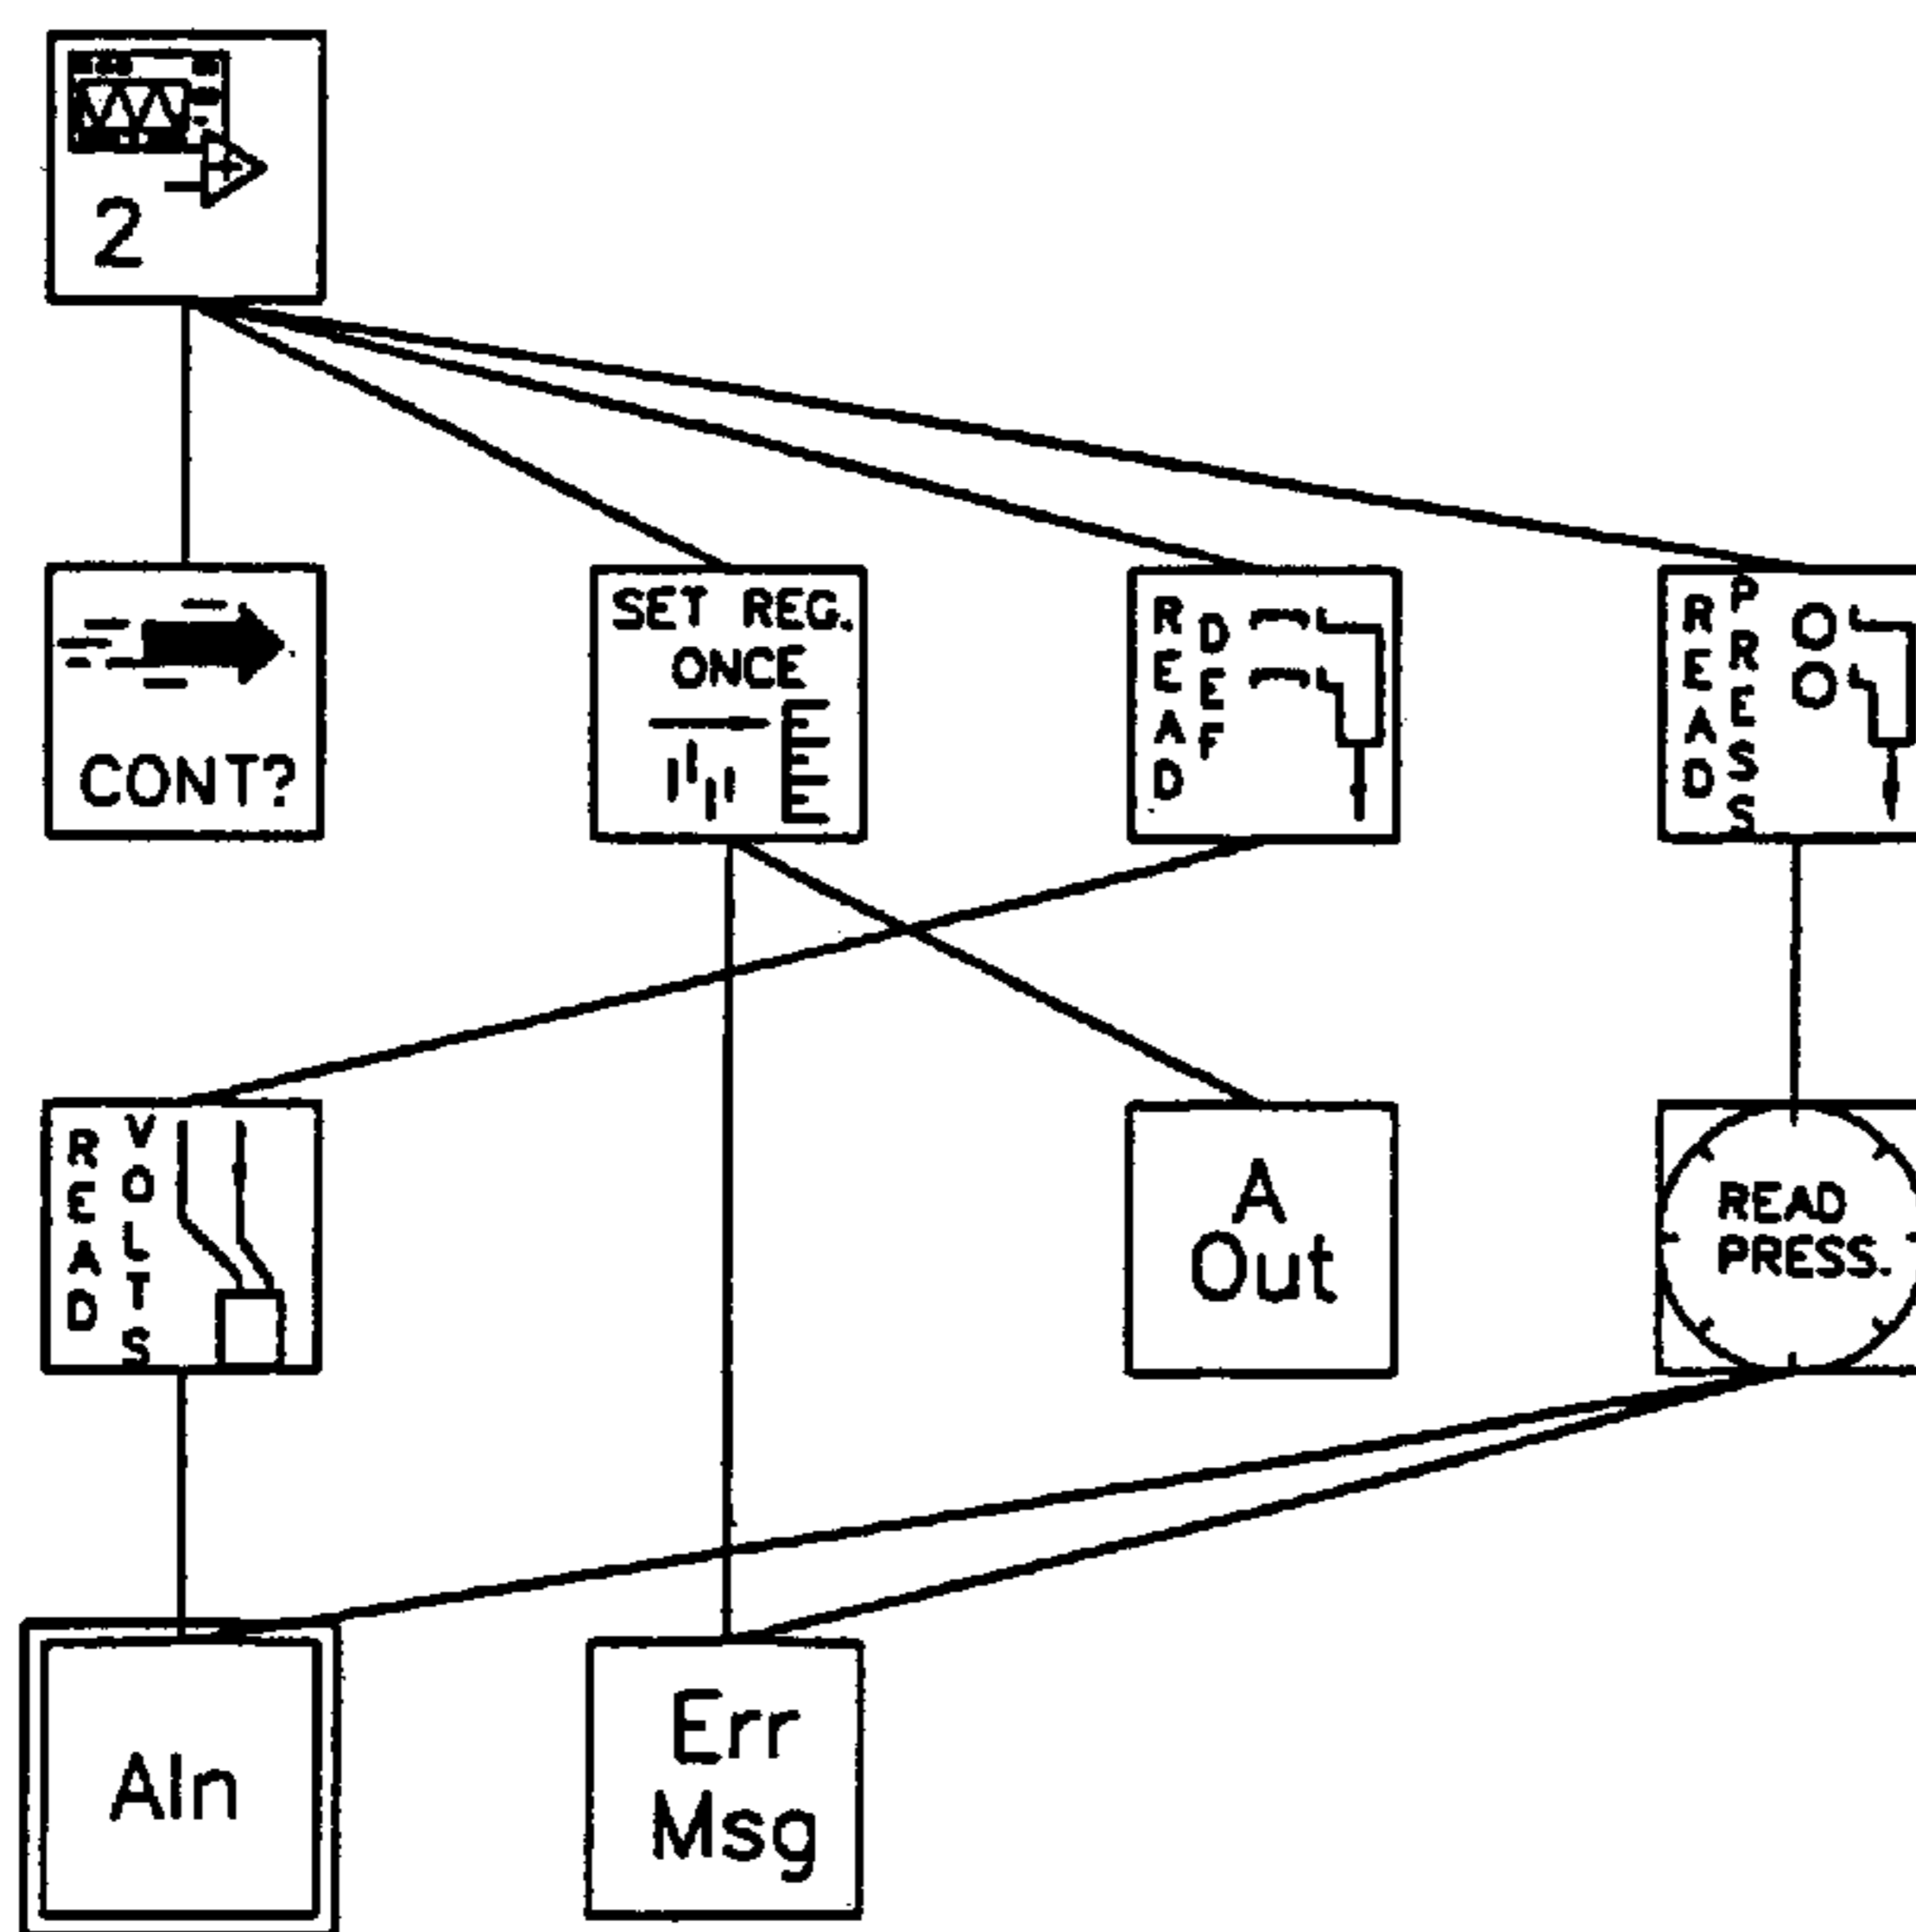 2
CONT?
SET REG.
ONCE
READ
DEF
READ
PRESS
READ
VOLTS
A
Out
READ
PRESS.
AIn
Err
Msg